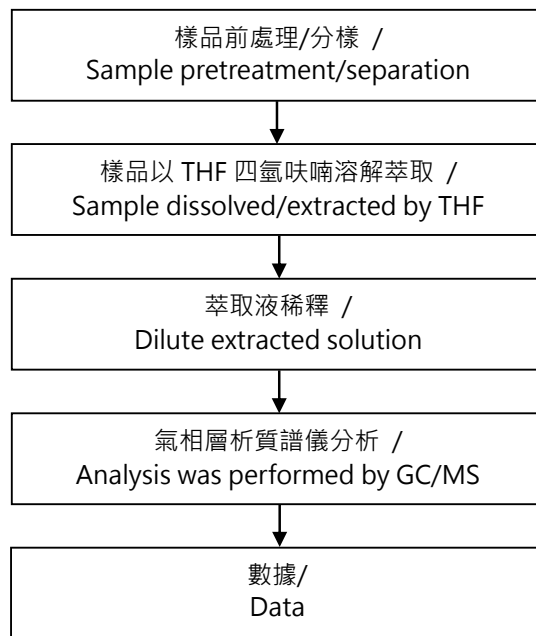 樣品前處理/分樣 /
Sample pretreatment/separation
樣品以 THF 四氫呋喃溶解萃取 /
Sample dissolved/extracted by THF
萃取液稀釋 /
Dilute extracted solution
氣相層析質譜儀分析 /
Analysis was performed by GC/MS
數據/
Data